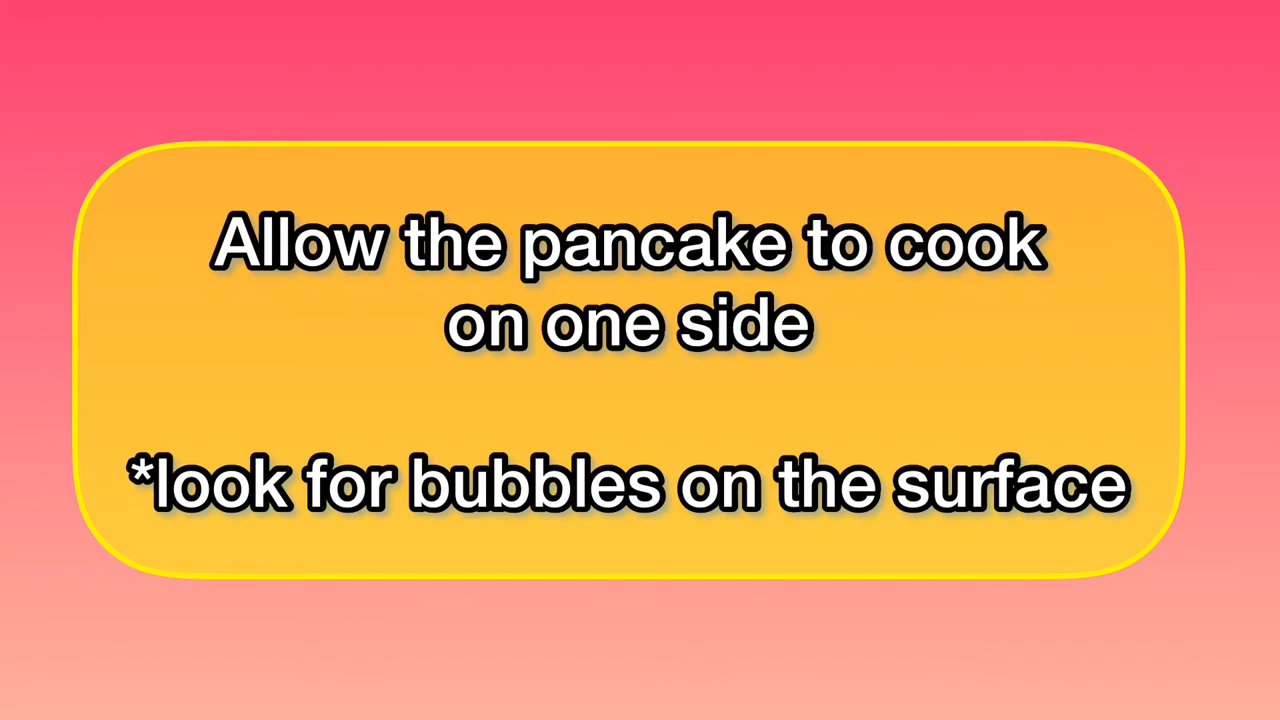 Allow the pancake to cook
on one side
*look for bubbles on the surface